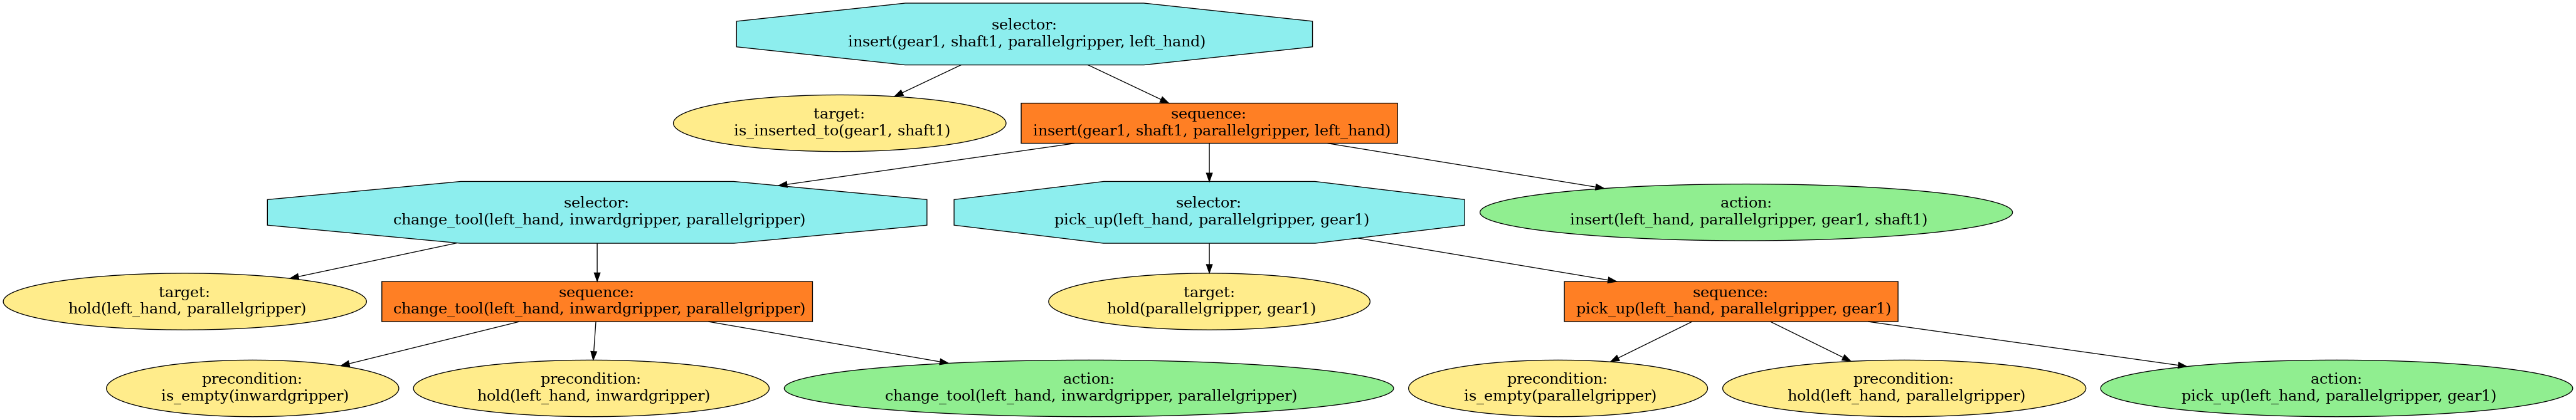 selector:
insert(gear1, shaft1, parallelgripper, left_hand)
target:
is_inserted_to(gear1, shaft1)
sequence:
insert(gear1, shaft1, parallelgripper, left_hand)
selector:
change_tool(left_hand, inwardgripper, parallelgripper)
selector:
pick_up(left_hand, parallelgripper, gear1)
action:
insert(left_hand, parallelgripper, gear1, shaft1)
target:
hold(left_hand, parallelgripper)
sequence:
change_tool(left_hand, inwardgripper, parallelgripper)
target:
hold(parallelgripper, gear1)
sequence:
pick_up(left_hand, parallelgripper, gear1)
precondition:
is_empty(inwardgripper)
precondition:
hold(left_hand, inwardgripper)
action:
change_tool(left_hand, inwardgripper, parallelgripper)
precondition:
is_empty(parallelgripper)
precondition:
hold(left_hand, parallelgripper)
action:
pick_up(left_hand, parallelgripper, gear1)